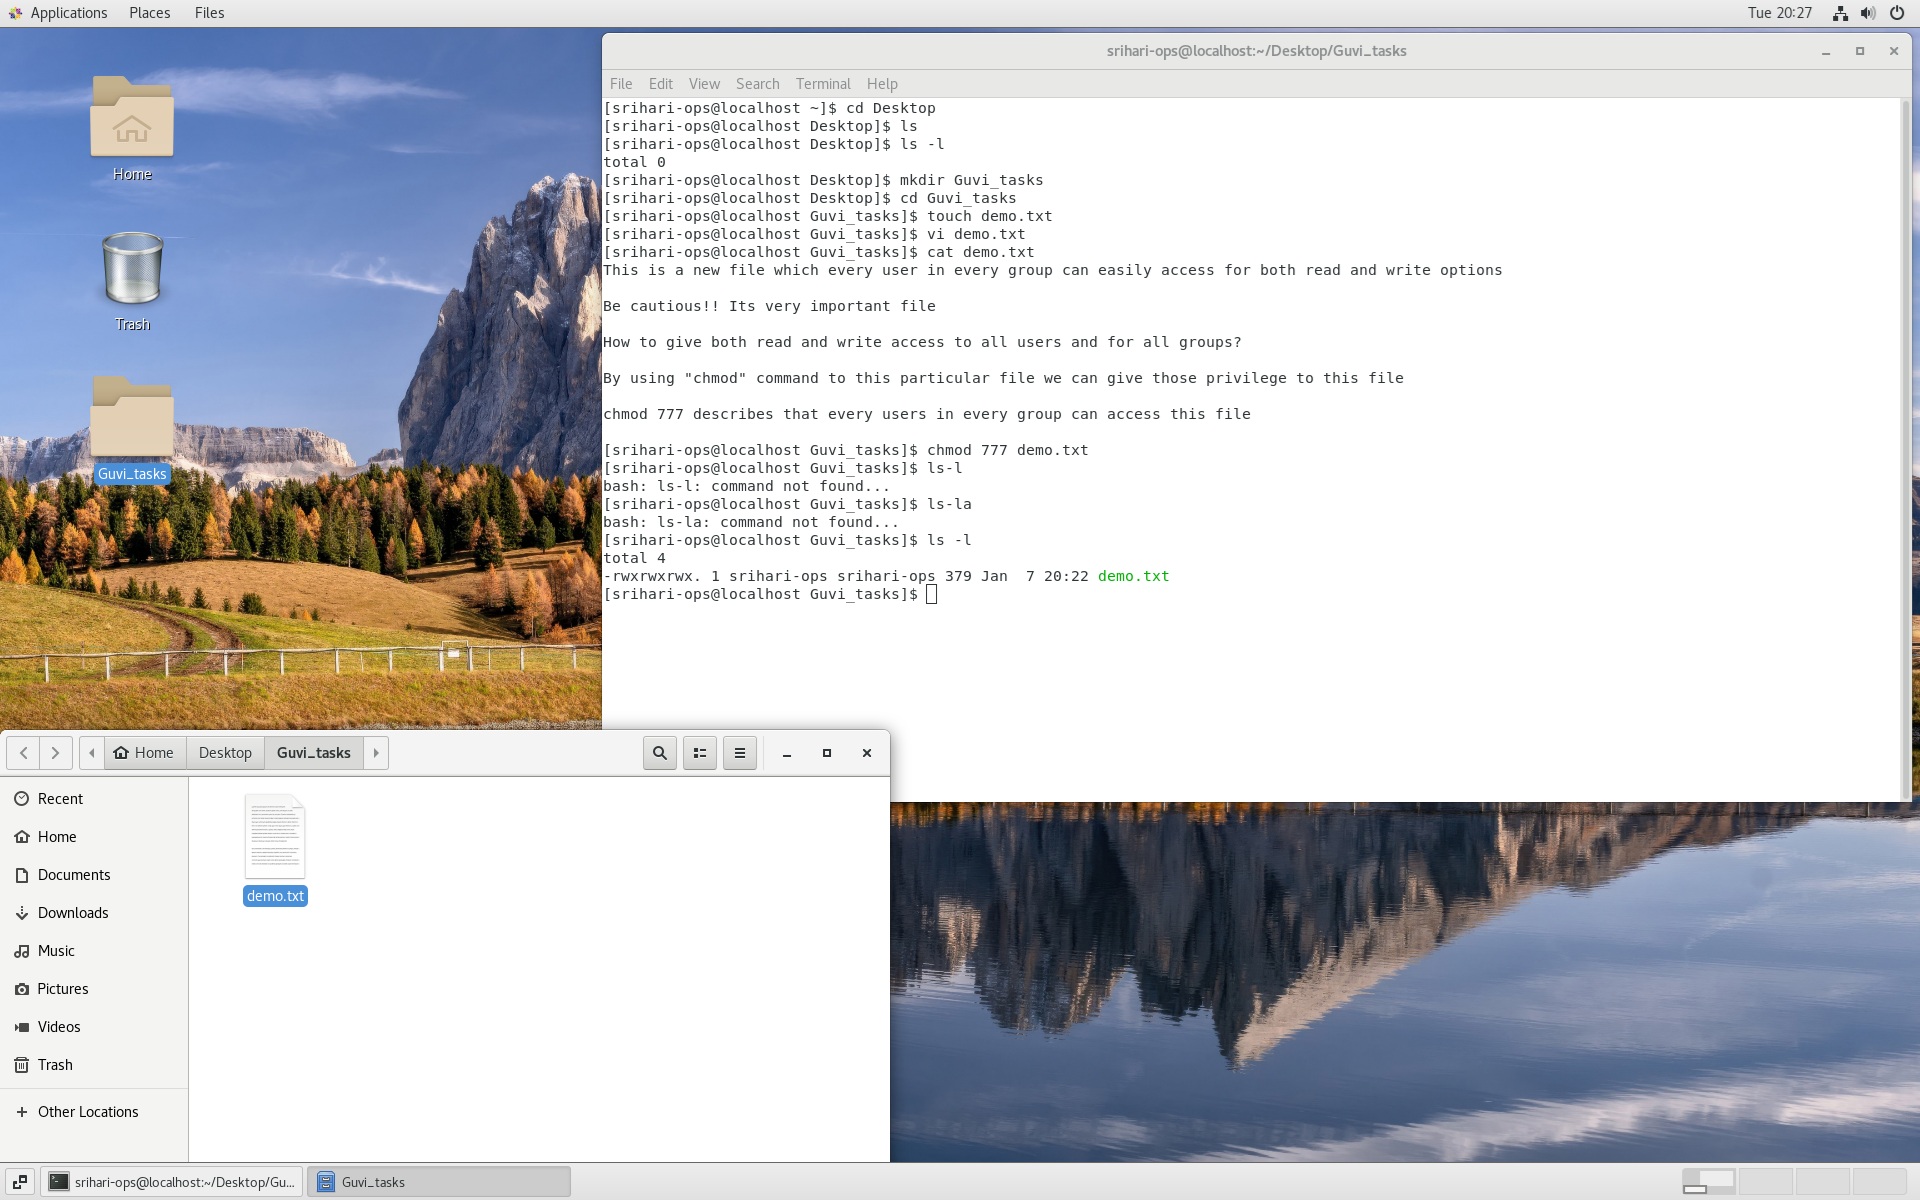 Applications Places Files Tue 20:27
Home
Trash
Guvi_tasks
srihari-ops@localhost:~/Desktop/Guvi_tasks
File Edit View Search Terminal Help
[srihari-ops@localhost ~]$ cd Desktop
[srihari-ops@localhost Desktop]$ ls
[srihari-ops@localhost Desktop]$ ls -l
total 0
[srihari-ops@localhost Desktop]$ mkdir Guvi_tasks
[srihari-ops@localhost Desktop]$ cd Guvi_tasks
[srihari-ops@localhost Guvi_tasks]$ touch demo.txt
[srihari-ops@localhost Guvi_tasks]$ vi demo.txt
[srihari-ops@localhost Guvi_tasks]$ cat demo.txt
This is a new file which every user in every group can easily access for both read and write options
Be cautious!! Its very important file
How to give both read and write access to all users and for all groups?
By using "chmod" command to this particular file we can give those privilege to this file
chmod 777 describes that every users in every group can access this file
[srihari-ops@localhost Guvi_tasks]$ chmod 777 demo.txt
[srihari-ops@localhost Guvi_tasks]$ ls-l
bash: ls-l: command not found...
[srihari-ops@localhost Guvi_tasks]$ ls-la
bash: ls-la: command not found...
[srihari-ops@localhost Guvi_tasks]$ ls -l
total 4
-rwxrwxrwx. 1 srihari-ops srihari-ops 379 Jan  7 20:22 demo.txt
[srihari-ops@localhost Guvi_tasks]$
Home Desktop Guvi_tasks
Recent
Home
Documents
Downloads
Music
Pictures
Videos
Trash
Other Locations
demo.txt
srihari-ops@localhost:~/Desktop/Gu... Guvi_tasks